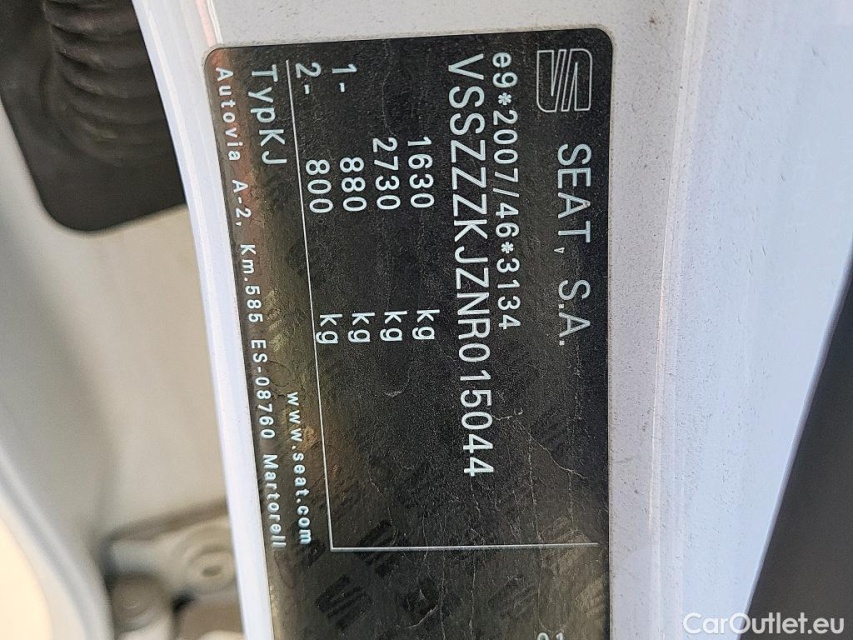 SEAT, S.A.
e9*2007/46*3134
VSSZZZKJZNR015044
1630 kg
2730 kg
1- 880 kg
2- 800 kg
TypKJ www.seat.com
Autovia A-2, Km.585 ES-08760 Martorell
CarOutlet.eu